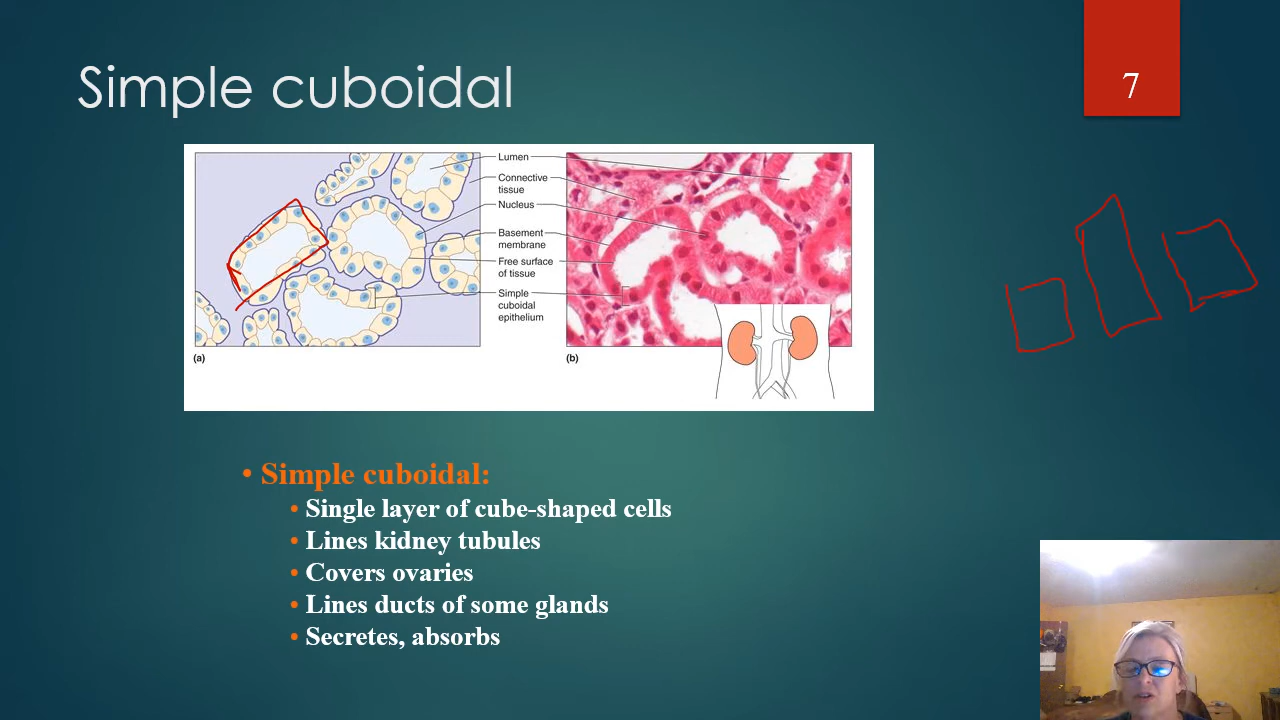 Simple cuboidal
7
Lumen
Connective
tissue
Nucleus
Basement
membrane
Free surface
of tissue
Simple
cuboidal
epithelium
(a)
(b)
• Simple cuboidal:
• Single layer of cube-shaped cells
• Lines kidney tubules
• Covers ovaries
• Lines ducts of some glands
• Secretes, absorbs